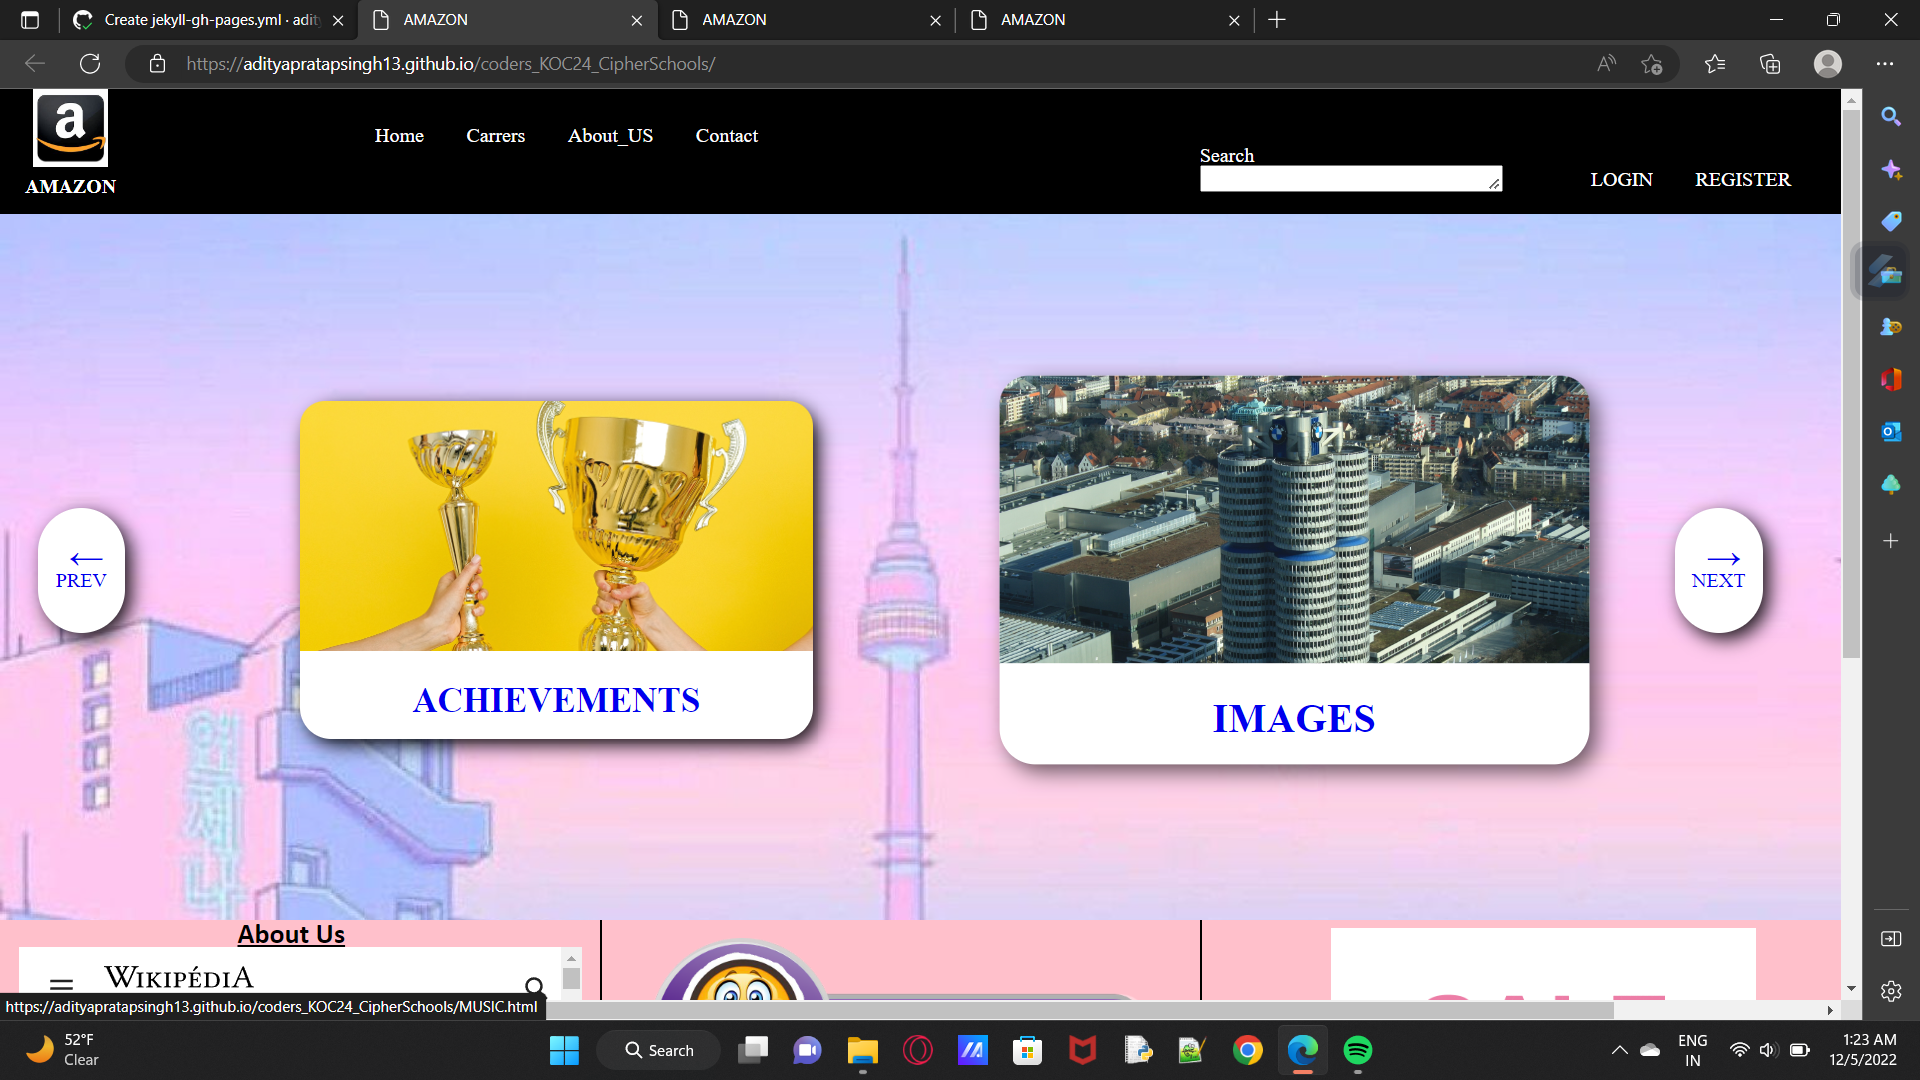 Create jekyll-gh-pages.yml · adit
AMAZON
AMAZON
AMAZON
https://adityapratapsingh13.github.io/coders_KOC24_CipherSchools/
a
AMAZON
Home
Carrers
About_US
Contact
Search
LOGIN
REGISTER
PREV
ACHIEVEMENTS
IMAGES
NEXT
About Us
WIKIPÉDIA
SALE
https://adityapratapsingh13.github.io/coders_KOC24_CipherSchools/MUSIC.html
52°F
Clear
Search
ENG
IN
1:23 AM
12/5/2022